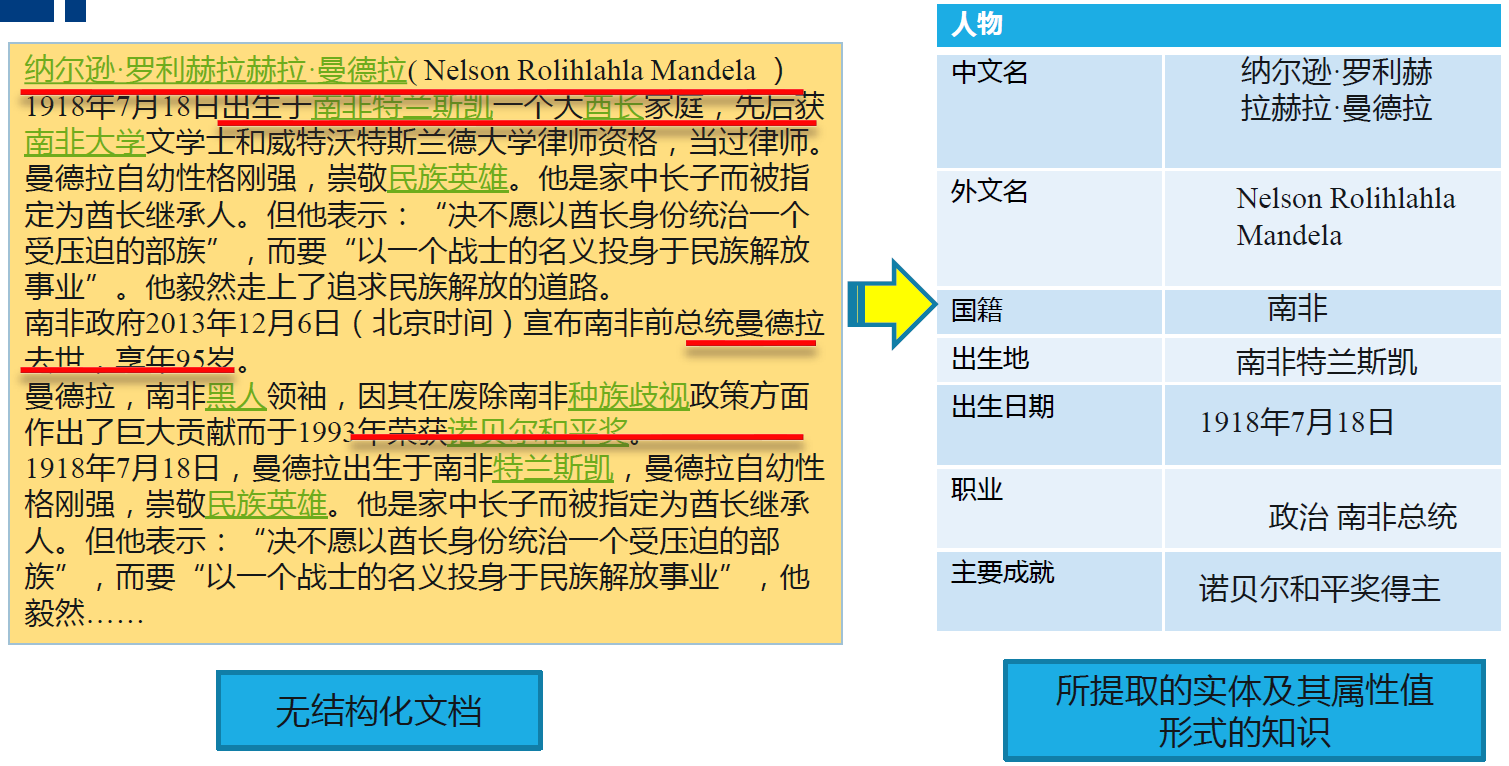 纳尔逊·罗利赫拉赫拉·曼德拉( Nelson Rolihlahla Mandela ）
1918年7月18日出生于南非特兰斯凯一个大酋长家庭，先后获
南非大学文学士和威特沃特斯兰德大学律师资格，当过律师。
曼德拉自幼性格刚强，崇敬民族英雄。他是家中长子而被指
定为酋长继承人。但他表示：“决不愿以酋长身份统治一个
受压迫的部族”，而要“以一个战士的名义投身于民族解放
事业”。他毅然走上了追求民族解放的道路。
南非政府2013年12月6日（北京时间）宣布南非前总统曼德拉
去世，享年95岁。
曼德拉，南非黑人领袖，因其在废除南非种族歧视政策方面
作出了巨大贡献而于1993年荣获诺贝尔和平奖。
1918年7月18日，曼德拉出生于南非特兰斯凯，曼德拉自幼性
格刚强，崇敬民族英雄。他是家中长子而被指定为酋长继承
人。但他表示：“决不愿以酋长身份统治一个受压迫的部
族”，而要“以一个战士的名义投身于民族解放事业”，他
毅然……
无结构化文档
人物
中文名
纳尔逊·罗利赫
拉赫拉·曼德拉
外文名
Nelson Rolihlahla
Mandela
国籍
南非
出生地
南非特兰斯凯
出生日期
1918年7月18日
职业
政治 南非总统
主要成就
诺贝尔和平奖得主
所提取的实体及其属性值
形式的知识